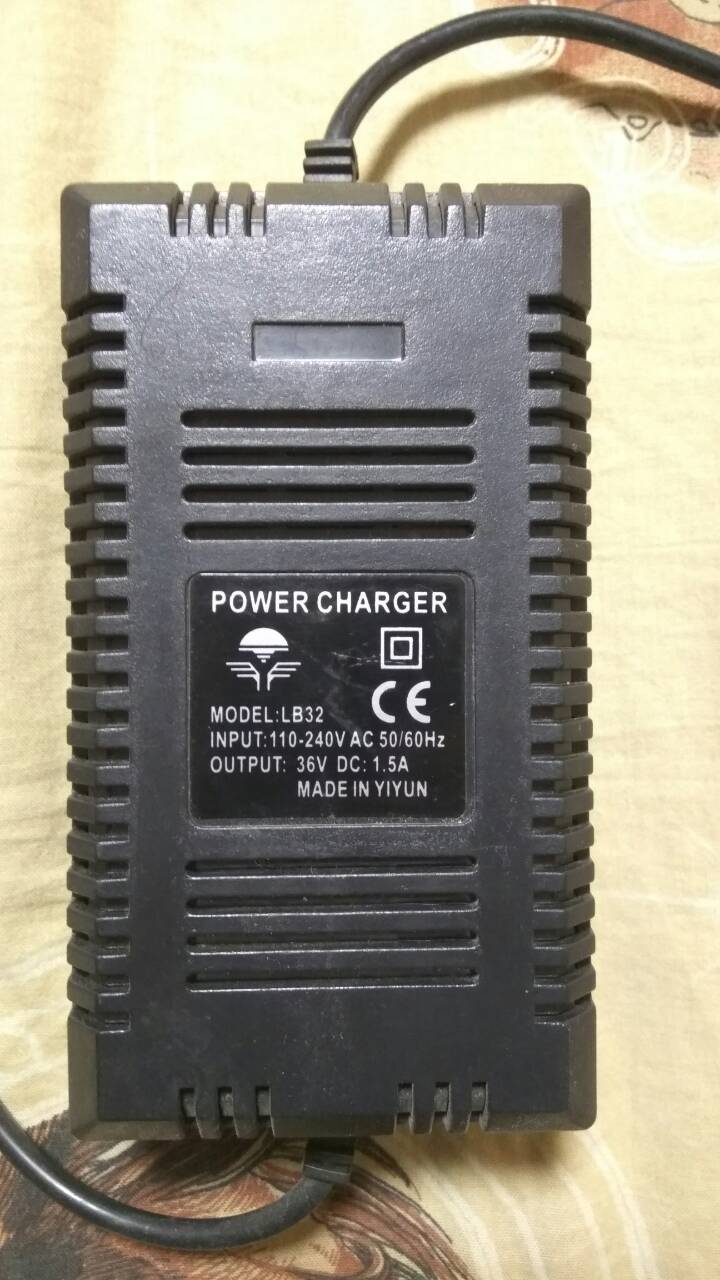 POWER CHARGER
CE
MODEL:LB32
INPUT:110-240V AC 50/60Hz
OUTPUT: 36V DC: 1.5A
MADE IN YIYUN